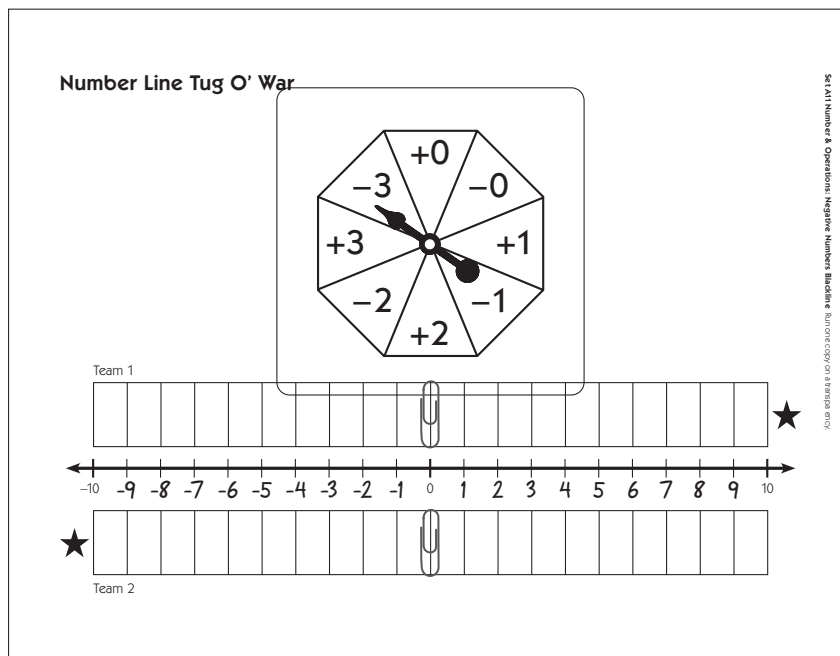 Number Line Tug O’ War
+0
−3 −0
+3 +1
−2 −1
+2
Team 1
−10 -9 -8 -7 -6 -5 -4 -3 -2 -1 0 1 2 3 4 5 6 7 8 9 10
Team 2
Set A11 Number & Operations: Negative Numbers Blackline Run one copy on a